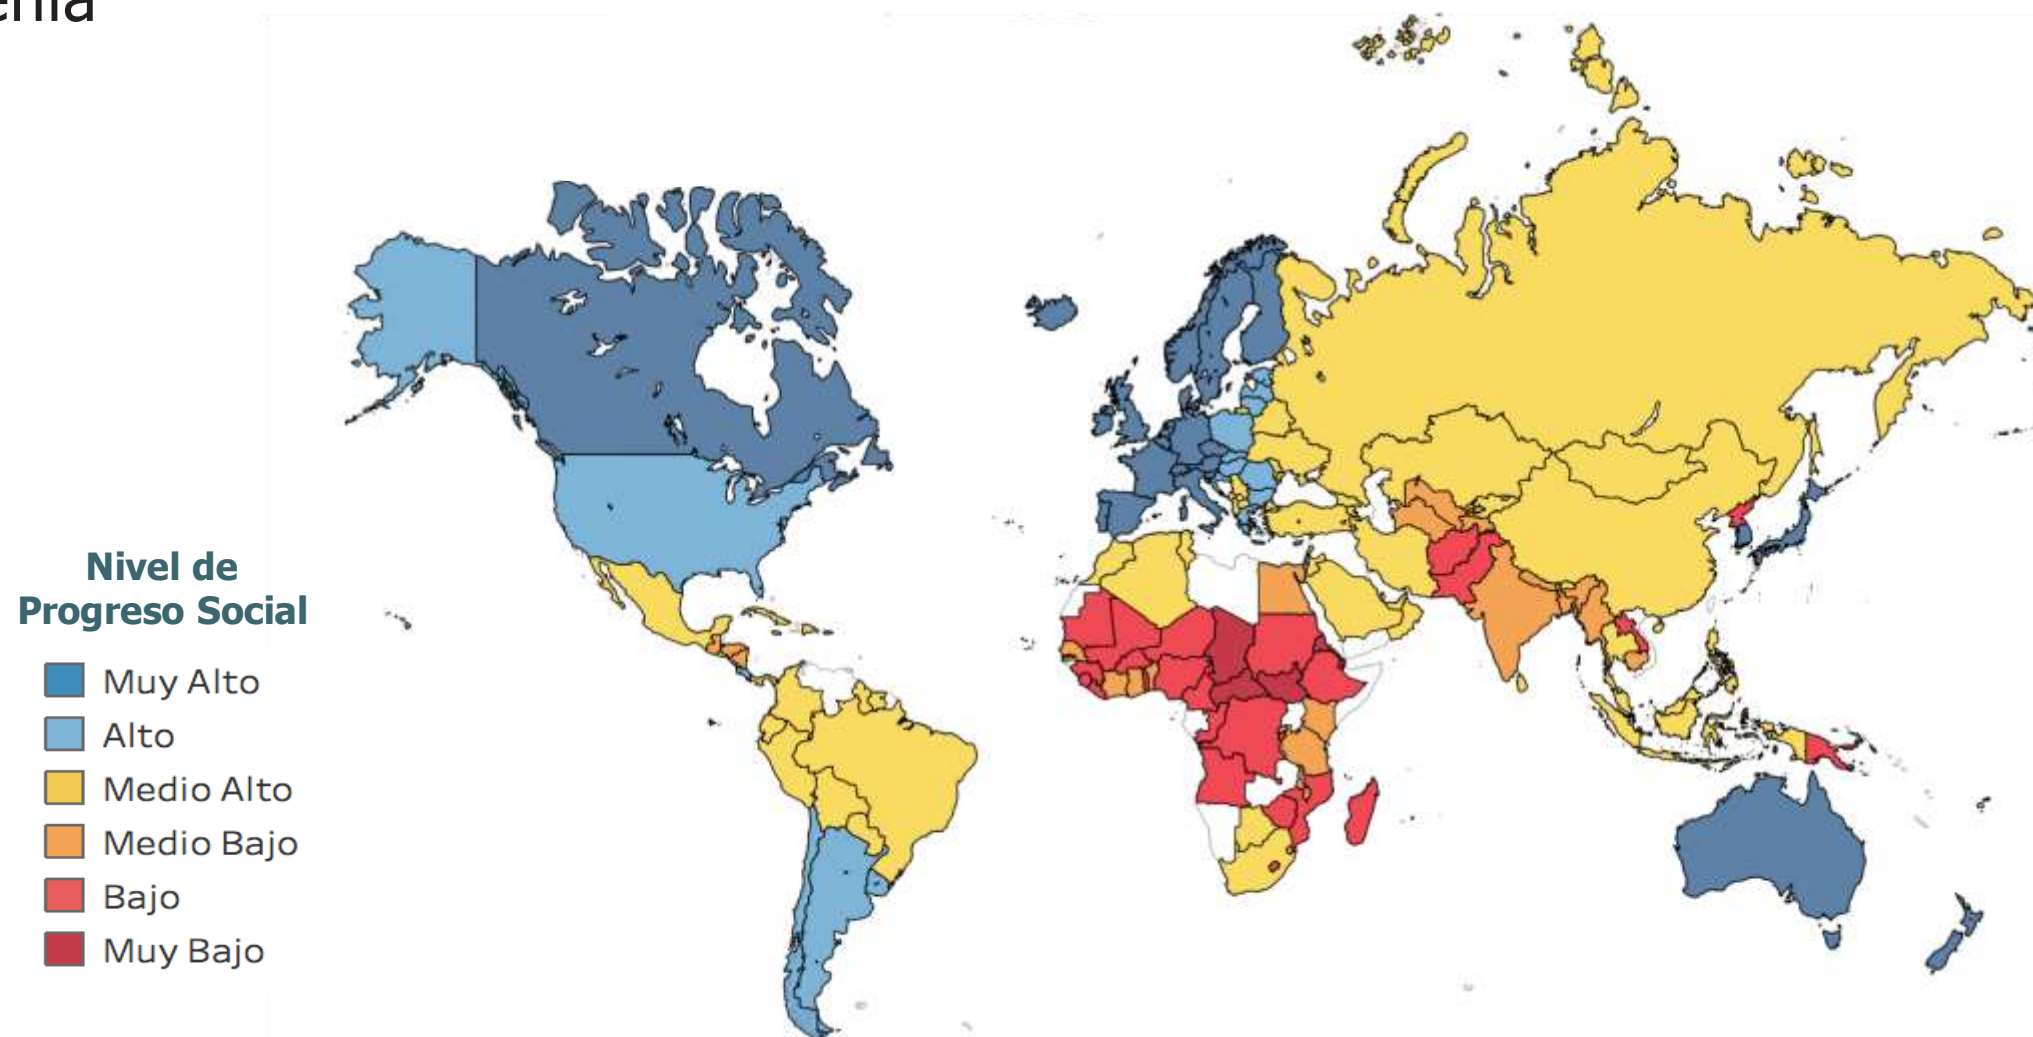 Nivel de
Progreso Social
Muy Alto
Alto
Medio Alto
Medio Bajo
Bajo
Muy Bajo